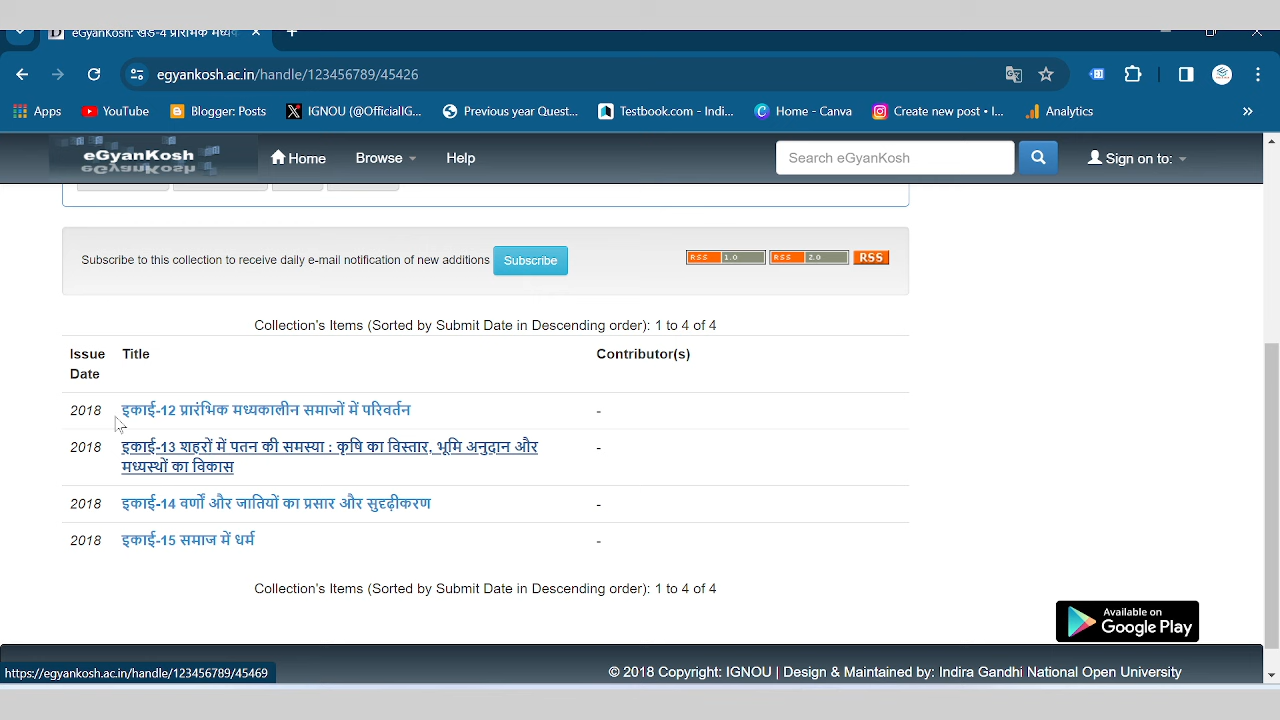 eGyanKosh: खंड-4 प्रारंभिक मध्यक
egyankosh.ac.in/handle/123456789/45426
Apps YouTube Blogger: Posts IGNOU (@OfficialIG... Previous year Quest... Testbook.com - Indi... Home - Canva Create new post • I... Analytics »
eGyanKosh Home Browse Help Search eGyanKosh Sign on to:
Subscribe to this collection to receive daily e-mail notification of new additions Subscribe RSS 1.0 RSS 2.0 RSS
Collection's Items (Sorted by Submit Date in Descending order): 1 to 4 of 4
Issue Title Contributor(s)
Date
2018 इकाई-12 प्रारंभिक मध्यकालीन समाजों में परिवर्तन -
2018 इकाई-13 शहरों में पतन की समस्या : कृषि का विस्तार, भूमि अनुदान और -
मध्यस्थों का विकास
2018 इकाई-14 वर्णों और जातियों का प्रसार और सुदृढ़ीकरण -
2018 इकाई-15 समाज में धर्म -
Collection's Items (Sorted by Submit Date in Descending order): 1 to 4 of 4
Available on
Google Play
https://egyankosh.ac.in/handle/123456789/45469
© 2018 Copyright: IGNOU | Design & Maintained by: Indira Gandhi National Open University